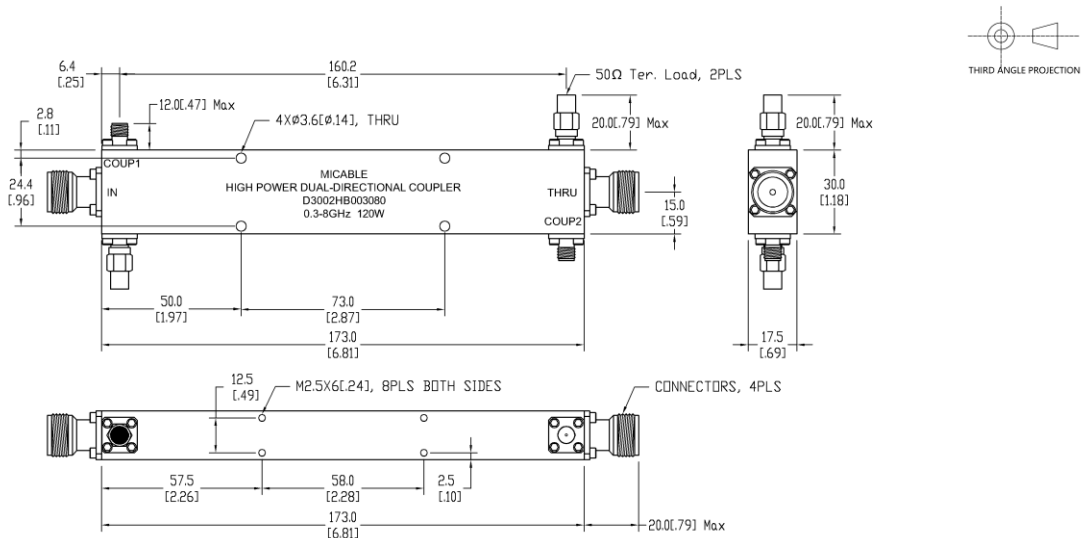 THIRD ANGLE PROJECTION
6.4
[.25]
160.2
[6.31]
50Ω Ter. Load, 2PLS
12.0[.47] Max
20.0[.79] Max
20.0[.79] Max
2.8
[.11]
4XØ3.6[Ø.14], THRU
COUP1
24.4
[.96]
IN
MICABLE
HIGH POWER DUAL-DIRECTIONAL COUPLER
D3002HB003080
0.3-8GHz 120W
THRU
COUP2
15.0
[.59]
30.0
[1.18]
50.0
[1.97]
73.0
[2.87]
173.0
[6.81]
17.5
[.69]
12.5
[.49]
M2.5X6[.24], 8PLS BOTH SIDES
CONNECTORS, 4PLS
57.5
[2.26]
58.0
[2.28]
2.5
[.10]
173.0
[6.81]
20.0[.79] Max